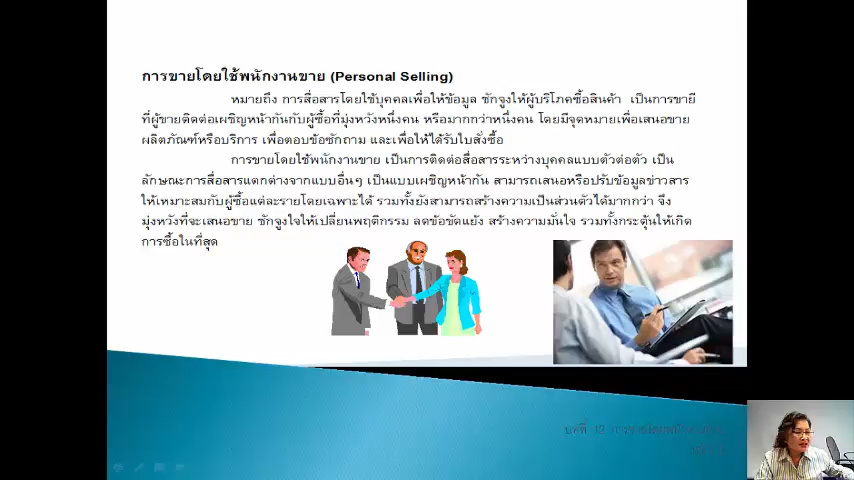 การขายโดยใช้พนักงานขาย (Personal Selling)
หมายถึง การสื่อสารโดยใช้บุคคลเพื่อให้ข้อมูล ชักจูงให้ผู้บริโภคซื้อสินค้า เป็นการขายี
ที่ผู้ขายติดต่อเผชิญหน้ากันกับผู้ซื้อที่มุ่งหวังหนึ่งคน หรือมากกว่าหนึ่งคน โดยมีจุดหมายเพื่อเสนอขาย
ผลิตภัณฑ์หรือบริการ เพื่อตอบข้อซักถาม และเพื่อให้ได้รับใบสั่งซื้อ
การขายโดยใช้พนักงานขาย เป็นการติดต่อสื่อสารระหว่างบุคคลแบบตัวต่อตัว เป็น
ลักษณะการสื่อสารแตกต่างจากแบบอื่นๆ เป็นแบบเผชิญหน้ากัน สามารถเสนอหรือปรับข้อมูลข่าวสาร
ให้เหมาะสมกับผู้ซื้อแต่ละรายโดยเฉพาะได้ รวมทั้งยังสามารถสร้างความเป็นส่วนตัวได้มากกว่า จึง
มุ่งหวังที่จะเสนอขาย ชักจูงใจให้เปลี่ยนพฤติกรรม ลดข้อขัดแย้ง สร้างความมั่นใจ รวมทั้งกระตุ้นให้เกิด
การซื้อในที่สุด
บทที่